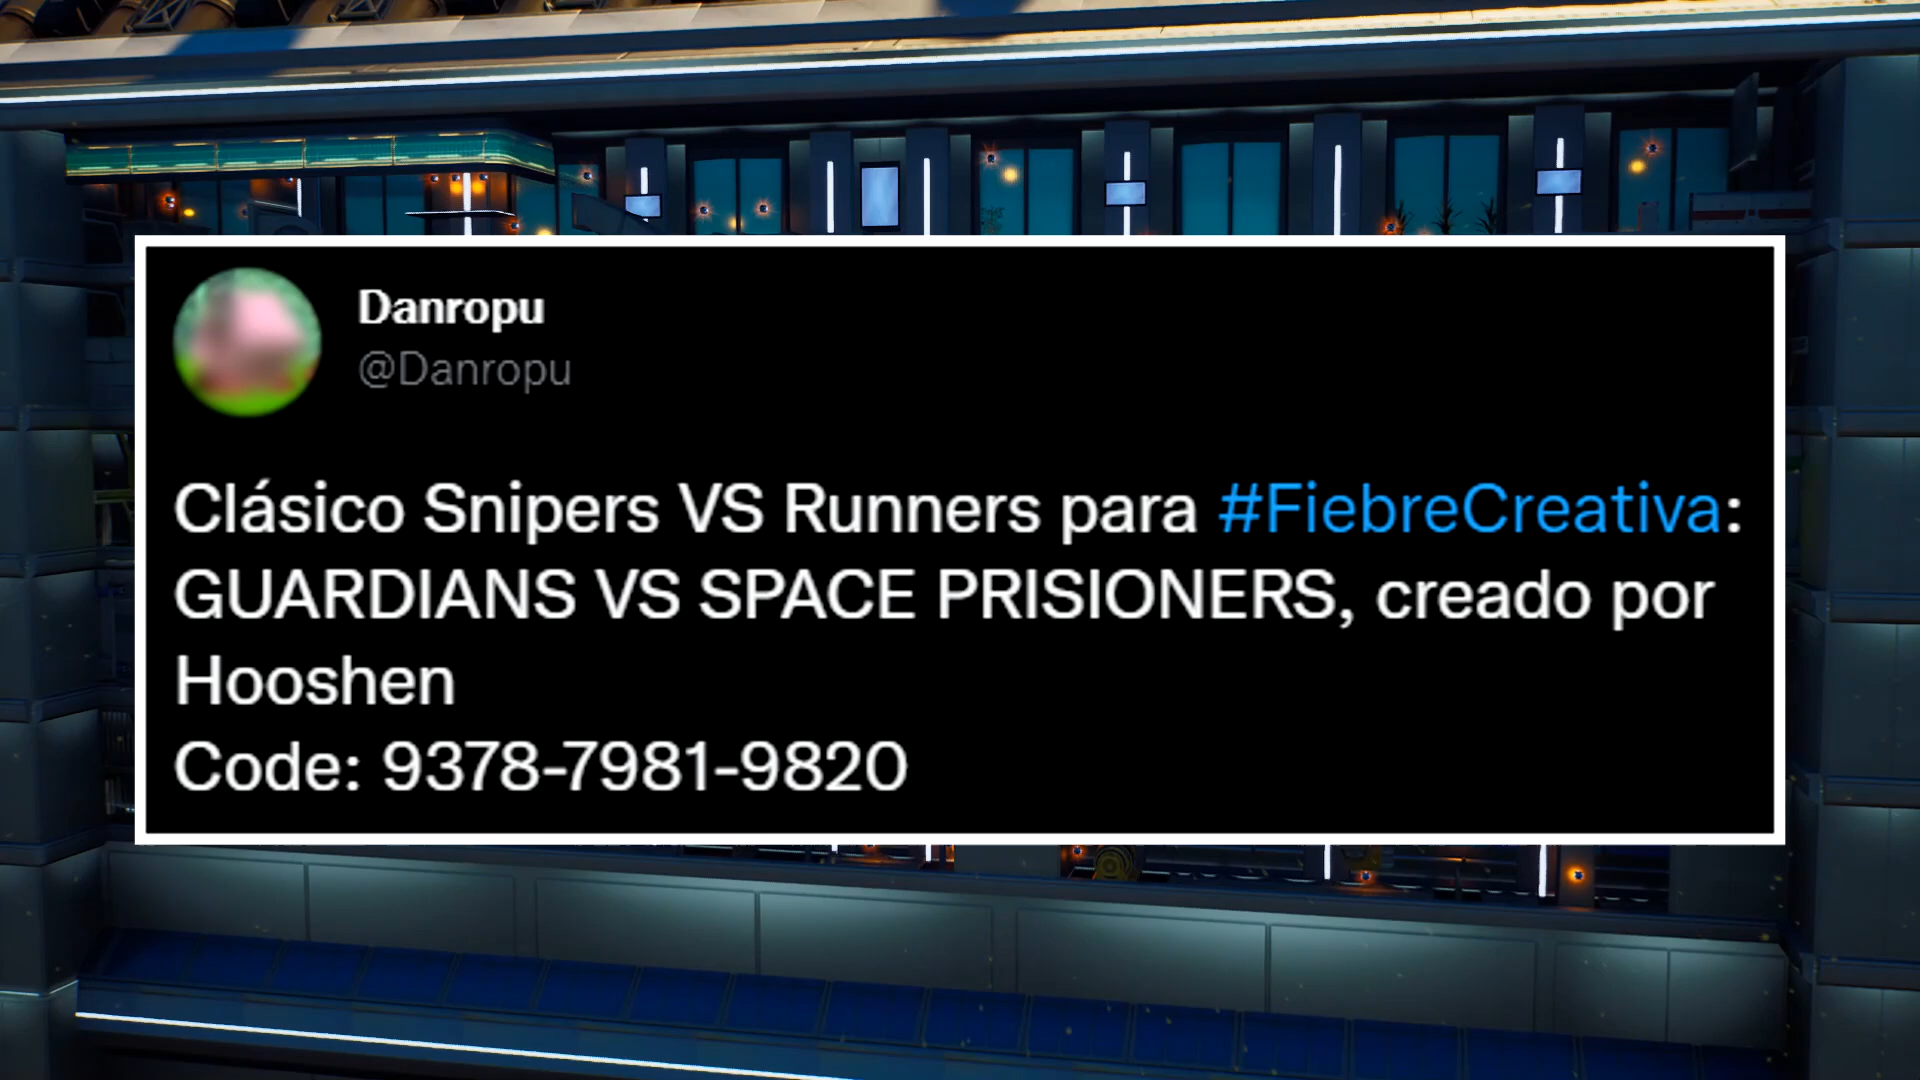 Danropu
@Danropu
Clásico Snipers VS Runners para #FiebreCreativa:
GUARDIANS VS SPACE PRISIONERS, creado por
Hooshen
Code: 9378-7981-9820